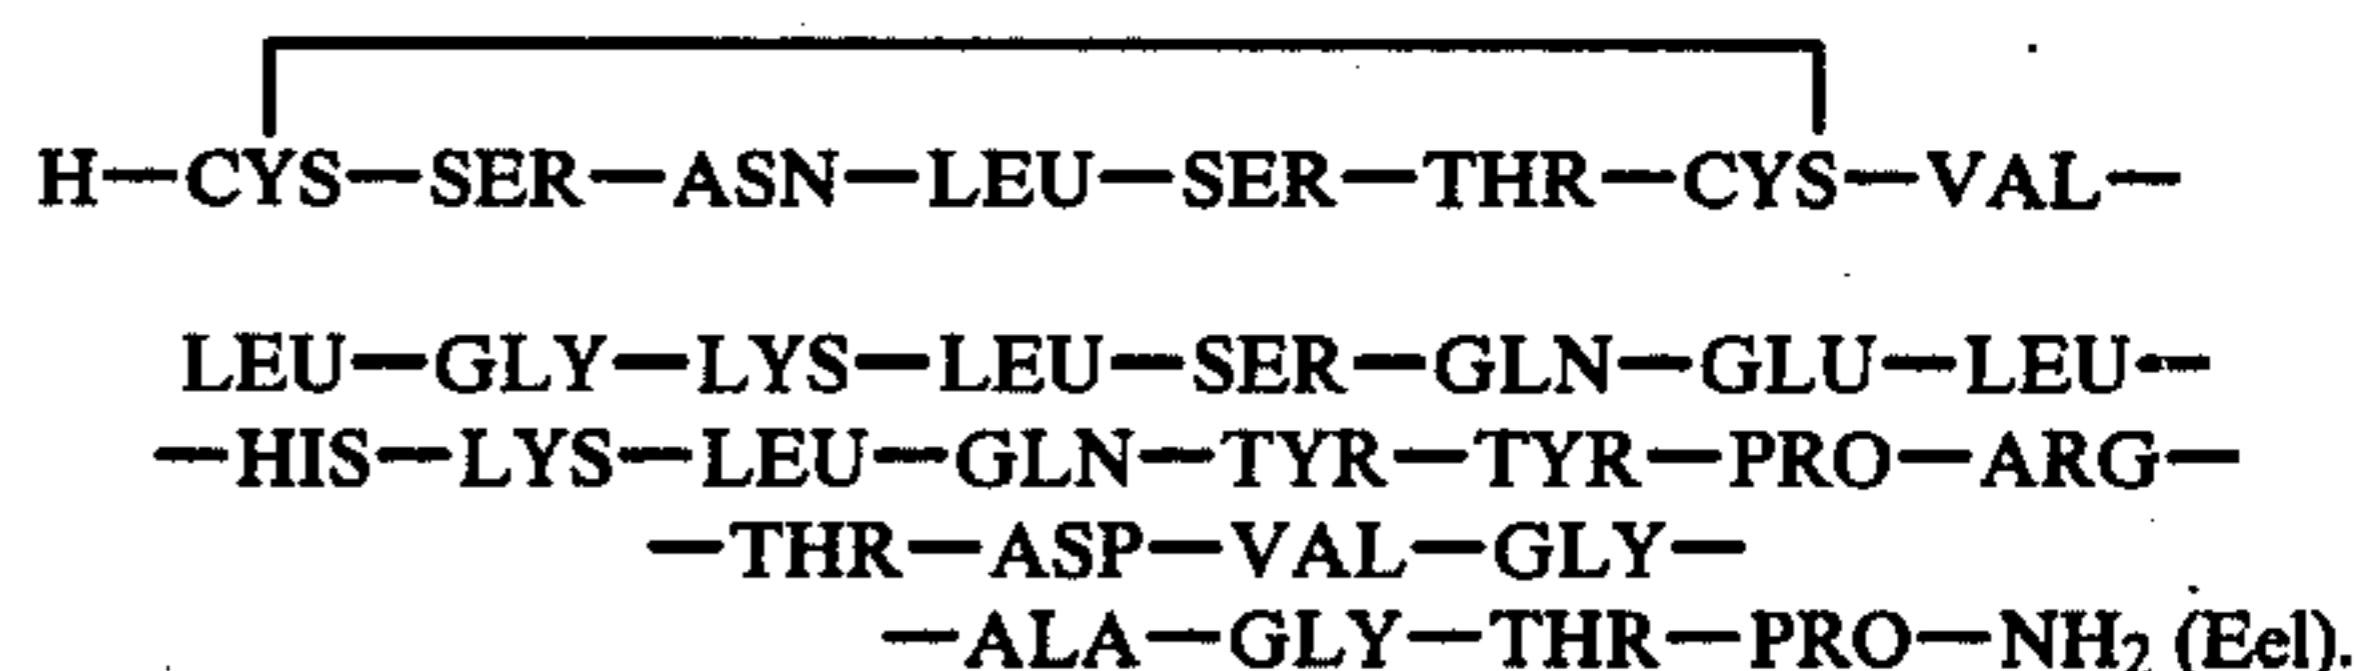 H—CYS—SER—ASN—LEU—SER—THR—CYS—VAL—
LEU—GLY—LYS—LEU—SER—GLN—GLU—LEU—
—HIS—LYS—LEU—GLN—TYR—TYR—PRO—ARG—
—THR—ASP—VAL—GLY—
—ALA—GLY—THR—PRO—NH₂ (Eel).